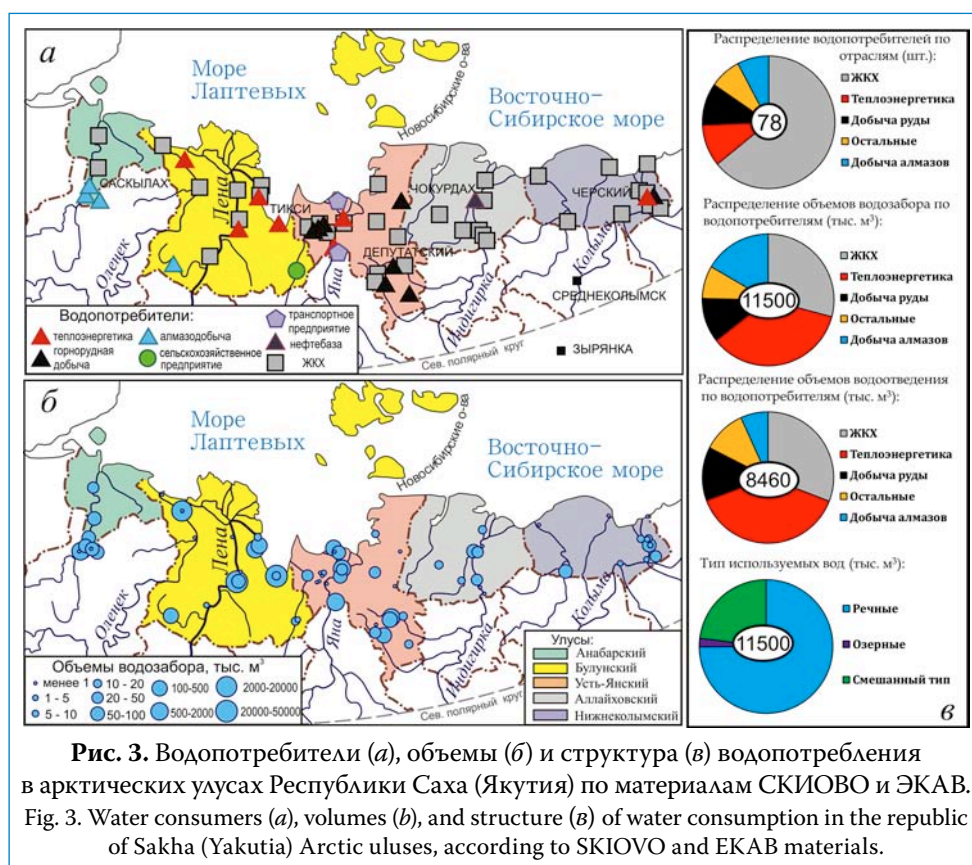 а
Море
Лаптевых
Новосибирские о-ва
Восточно-
Сибирское море
САСКЫЛАХ
Оленек
Лена
ТИКСИ
ЧОКУРДАХ
ЧЕРСКИЙ
ДЕПУТАТСКИЙ
Яна
Индигирка
Колыма
СРЕДНЕКОЛЫМСК
Сев. полярный круг
ЗЫРЯНКА
Водопотребители:
теплоэнергетика
горнорудная
добыча
алмазодобыча
сельскохозяйственное
предприятие
транспортное
предприятие
нефтебаза
ЖКХ
б
Море
Лаптевых
Новосибирские о-ва
Восточно-
Сибирское море
Оленек
Лена
Яна
Индигирка
Колыма
Сев. полярный круг
Объемы водозабора, тыс. м³
менее 1
1 - 5
5 - 10
10 - 20
20 - 50
50-100
100-500
500-2000
2000-20000
20000-50000
Улусы:
Анабарский
Булунский
Усть-Янский
Аллайховский
Нижнеколымский
Распределение водопотребителей по
отраслям (шт.):
78
ЖКХ
Теплоэнергетика
Добыча руды
Остальные
Добыча алмазов
Распределение объемов водозабора по
водопотребителям (тыс. м³)
11500
ЖКХ
Теплоэнергетика
Добыча руды
Остальные
Добыча алмазов
Распределение объемов водоотведения
по водопотребителям (тыс. м³):
8460
ЖКХ
Теплоэнергетика
Добыча руды
Остальные
Добыча алмазов
Тип используемых вод (тыс. м³):
11500
Речные
Озерные
Смешанный тип
в
Рис. 3. Водопотребители (а), объемы (б) и структура (в) водопотребления
в арктических улусах Республики Саха (Якутия) по материалам СКИОВО и ЭКАВ.
Fig. 3. Water consumers (a), volumes (b), and structure (в) of water consumption in the republic
of Sakha (Yakutia) Arctic uluses, according to SKIOVO and EKAB materials.